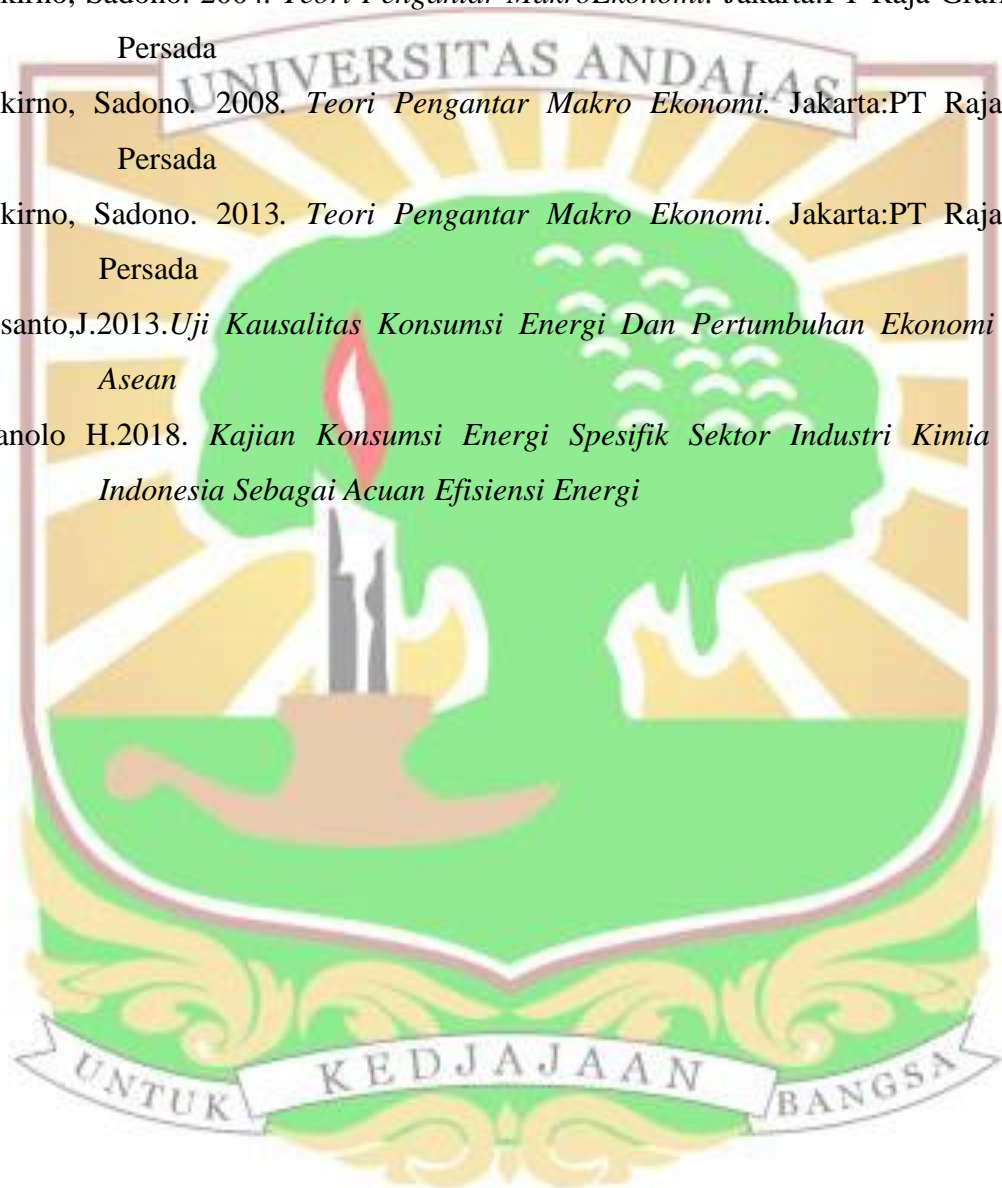 kirno, Sadono. 2004. Teori Pengantar MakroEkonomi. Jakarta:PT Raja Graf
Persada
UNIVERSITAS ANDALAS
kirno, Sadono. 2008. Teori Pengantar Makro Ekonomi. Jakarta:PT Raja
Persada
kirno, Sadono. 2013. Teori Pengantar Makro Ekonomi. Jakarta:PT Raja
Persada
santo,J.2013.Uji Kausalitas Konsumsi Energi Dan Pertumbuhan Ekonomi
Asean
anolo H.2018. Kajian Konsumsi Energi Spesifik Sektor Industri Kimia
Indonesia Sebagai Acuan Efisiensi Energi
UNTUK KEDJAJAAN BANGSA